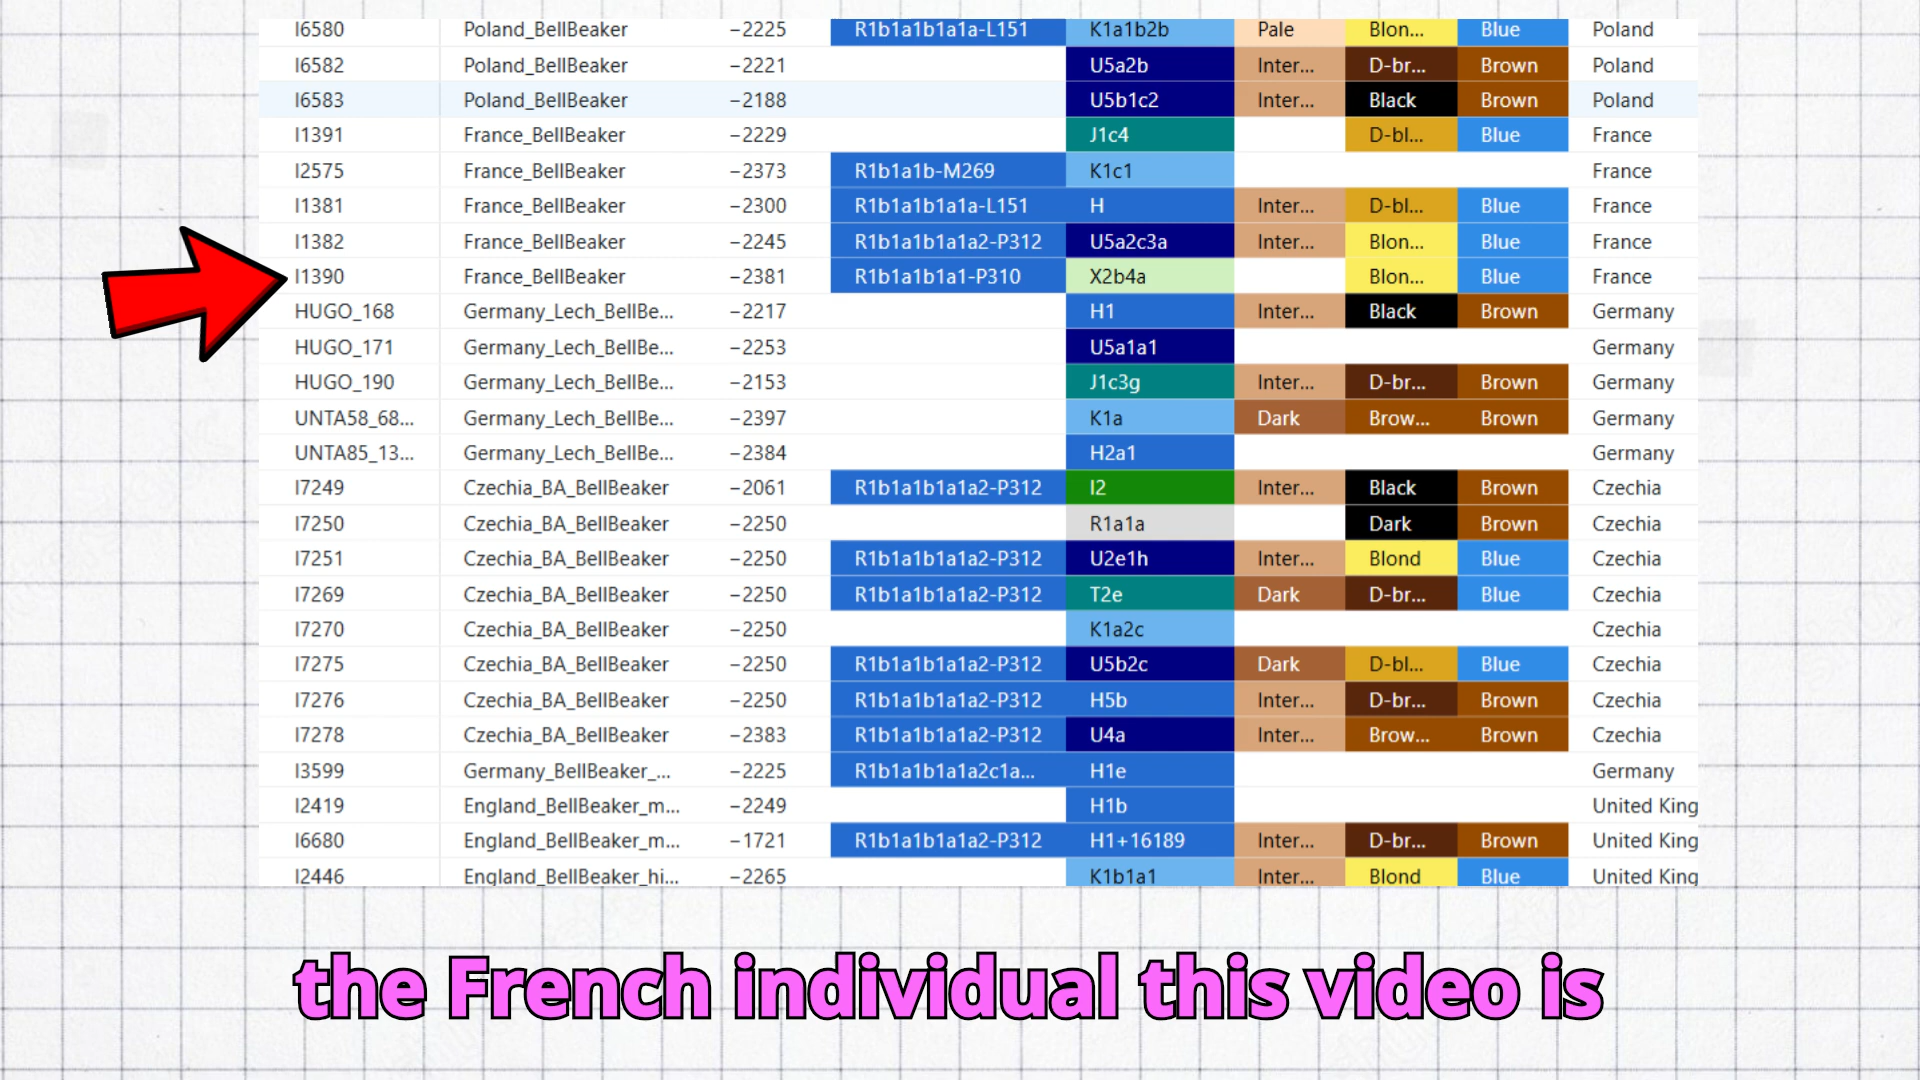 I6580 Poland_BellBeaker −2225 R1b1a1b1a1a-L151 K1a1b2b Pale Blon... Blue Poland
I6582 Poland_BellBeaker −2221 U5a2b Inter... D-br... Brown Poland
I6583 Poland_BellBeaker −2188 U5b1c2 Inter... Black Brown Poland
I1391 France_BellBeaker −2229 J1c4 D-bl... Blue France
I2575 France_BellBeaker −2373 R1b1a1b-M269 K1c1 France
I1381 France_BellBeaker −2300 R1b1a1b1a1a-L151 H Inter... D-bl... Blue France
I1382 France_BellBeaker −2245 R1b1a1b1a1a2-P312 U5a2c3a Inter... Blon... Blue France
I1390 France_BellBeaker −2381 R1b1a1b1a1-P310 X2b4a Blon... Blue France
HUGO_168 Germany_Lech_BellBe... −2217 H1 Inter... Black Brown Germany
HUGO_171 Germany_Lech_BellBe... −2253 U5a1a1 Germany
HUGO_190 Germany_Lech_BellBe... −2153 J1c3g Inter... D-br... Brown Germany
UNTA58_68... Germany_Lech_BellBe... −2397 K1a Dark Brow... Brown Germany
UNTA85_13... Germany_Lech_BellBe... −2384 H2a1 Germany
I7249 Czechia_BA_BellBeaker −2061 R1b1a1b1a1a2-P312 I2 Inter... Black Brown Czechia
I7250 Czechia_BA_BellBeaker −2250 R1a1a Dark Brown Czechia
I7251 Czechia_BA_BellBeaker −2250 R1b1a1b1a1a2-P312 U2e1h Inter... Blond Blue Czechia
I7269 Czechia_BA_BellBeaker −2250 R1b1a1b1a1a2-P312 T2e Dark D-br... Blue Czechia
I7270 Czechia_BA_BellBeaker −2250 K1a2c Czechia
I7275 Czechia_BA_BellBeaker −2250 R1b1a1b1a1a2-P312 U5b2c Dark D-bl... Blue Czechia
I7276 Czechia_BA_BellBeaker −2250 R1b1a1b1a1a2-P312 H5b Inter... D-br... Brown Czechia
I7278 Czechia_BA_BellBeaker −2383 R1b1a1b1a1a2-P312 U4a Inter... Brow... Brown Czechia
I3599 Germany_BellBeaker_... −2225 R1b1a1b1a1a2c1a... H1e Germany
I2419 England_BellBeaker_m... −2249 H1b United King
I6680 England_BellBeaker_m... −1721 R1b1a1b1a1a2-P312 H1+16189 Inter... D-br... Brown United King
I2446 England_BellBeaker_hi... −2265 K1b1a1 Inter... Blond Blue United King
the French individual this video is